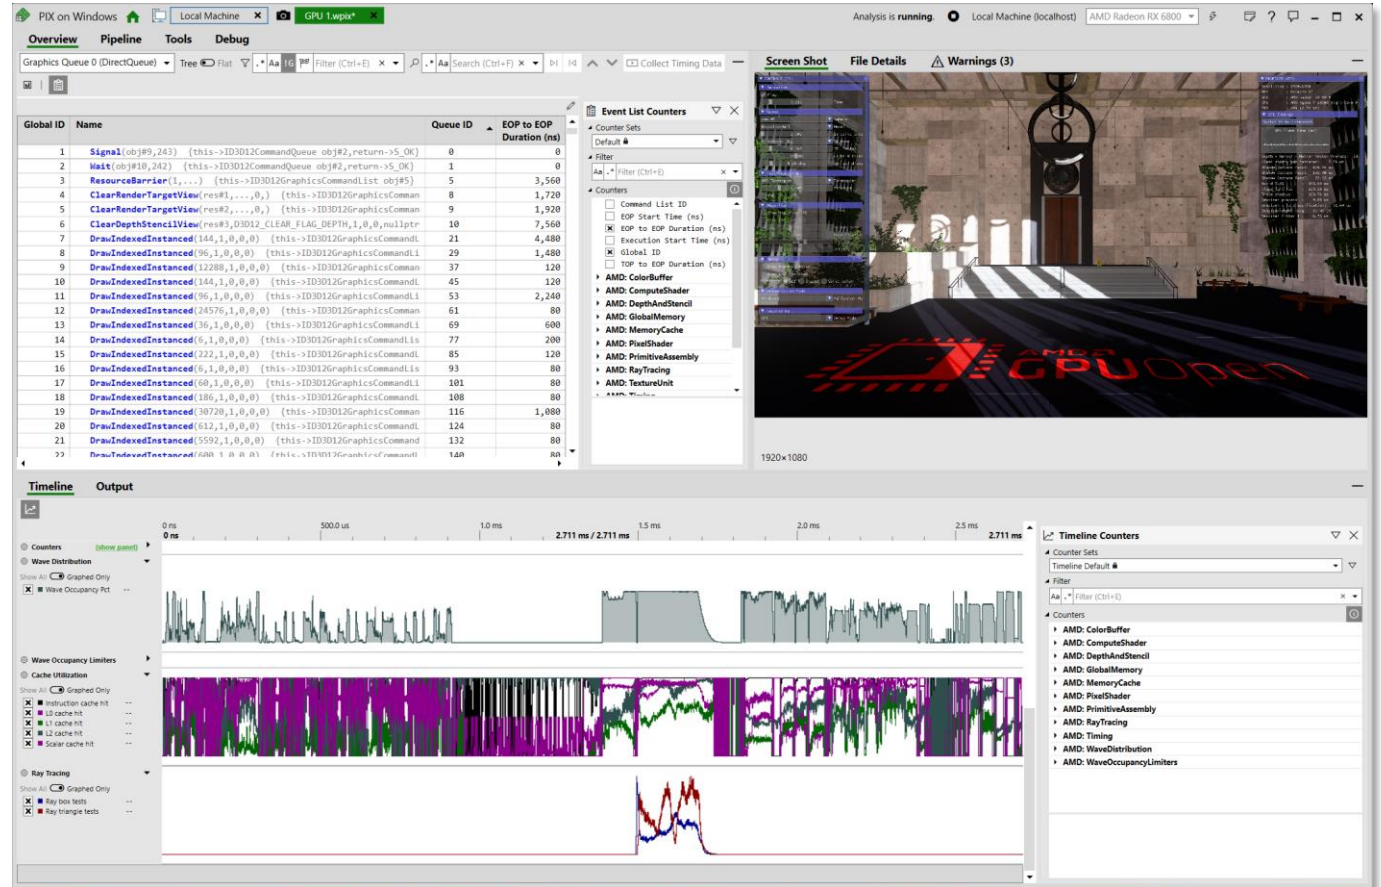 PIX on Windows
Local Machine
GPU 1.wpix*
Analysis is running.
Local Machine (localhost)
AMD Radeon RX 6800
Overview
Pipeline
Tools
Debug
Graphics Queue 0 (DirectQueue)
Tree
Flat
.* Aa !G
Filter (Ctrl+E)
.* Aa Search (Ctrl+F)
Collect Timing Data
Global ID Name Queue ID EOP to EOP Duration (ns)
1 Signal(obj#9,243) {this->ID3D12CommandQueue obj#2,return->S_OK} 0 0
2 Wait(obj#10,242) {this->ID3D12CommandQueue obj#2,return->S_OK} 1 0
3 ResourceBarrier(1,...) {this->ID3D12GraphicsCommandList obj#5} 5 3,560
4 ClearRenderTargetView(res#1,...,0,) {this->ID3D12GraphicsComman 8 1,720
5 ClearRenderTargetView(res#2,...,0,) {this->ID3D12GraphicsComman 9 1,920
6 ClearDepthStencilView(res#3,D3D12_CLEAR_FLAG_DEPTH,1,0,0,nullptr 10 7,560
7 DrawIndexedInstanced(144,1,0,0,0) {this->ID3D12GraphicsCommandL 21 4,480
8 DrawIndexedInstanced(96,1,0,0,0) {this->ID3D12GraphicsCommandLi 29 1,480
9 DrawIndexedInstanced(12288,1,0,0,0) {this->ID3D12GraphicsComman 37 120
10 DrawIndexedInstanced(144,1,0,0,0) {this->ID3D12GraphicsCommandL 45 120
11 DrawIndexedInstanced(96,1,0,0,0) {this->ID3D12GraphicsCommandLi 53 2,240
12 DrawIndexedInstanced(24576,1,0,0,0) {this->ID3D12GraphicsComman 61 80
13 DrawIndexedInstanced(36,1,0,0,0) {this->ID3D12GraphicsCommandLi 69 600
14 DrawIndexedInstanced(6,1,0,0,0) {this->ID3D12GraphicsCommandLis 77 200
15 DrawIndexedInstanced(222,1,0,0,0) {this->ID3D12GraphicsCommandL 85 120
16 DrawIndexedInstanced(6,1,0,0,0) {this->ID3D12GraphicsCommandLis 93 80
17 DrawIndexedInstanced(60,1,0,0,0) {this->ID3D12GraphicsCommandLi 101 80
18 DrawIndexedInstanced(186,1,0,0,0) {this->ID3D12GraphicsCommandL 108 80
19 DrawIndexedInstanced(30720,1,0,0,0) {this->ID3D12GraphicsComman 116 1,080
20 DrawIndexedInstanced(612,1,0,0,0) {this->ID3D12GraphicsCommandL 124 80
21 DrawIndexedInstanced(5592,1,0,0,0) {this->ID3D12GraphicsCommand 132 80
22 DrawIndexedInstanced(600,1,0,0,0) {this->ID3D12GraphicsCommandL 140 80
Event List Counters
Counter Sets
Default
Filter
Aa .* Filter (Ctrl+E)
Counters
Command List ID
EOP Start Time (ns)
EOP to EOP Duration (ns)
Execution Start Time (ns)
Global ID
TOP to EOP Duration (ns)
AMD: ColorBuffer
AMD: ComputeShader
AMD: DepthAndStencil
AMD: GlobalMemory
AMD: MemoryCache
AMD: PixelShader
AMD: PrimitiveAssembly
AMD: RayTracing
AMD: TextureUnit
AMD: Timing
Screen Shot
File Details
Warnings (3)
AMD
GPUOpen
1920×1080
Timeline
Output
0 ns 500.0 us 1.0 ms 1.5 ms 2.0 ms 2.5 ms
0 ns 2.711 ms / 2.711 ms 2.711 ms
Counters (show panel)
Wave Distribution
Show All Graphed Only
Wave Occupancy Pct --
Wave Occupancy Limiters
Cache Utilization
Show All Graphed Only
Instruction cache hit --
L0 cache hit --
L1 cache hit --
L2 cache hit --
Scalar cache hit --
Ray Tracing
Show All Graphed Only
Ray box tests --
Ray triangle tests --
Timeline Counters
Counter Sets
Timeline Default
Filter
Aa .* Filter (Ctrl+E)
Counters
AMD: ColorBuffer
AMD: ComputeShader
AMD: DepthAndStencil
AMD: GlobalMemory
AMD: MemoryCache
AMD: PixelShader
AMD: PrimitiveAssembly
AMD: RayTracing
AMD: Timing
AMD: WaveDistribution
AMD: WaveOccupancyLimiters